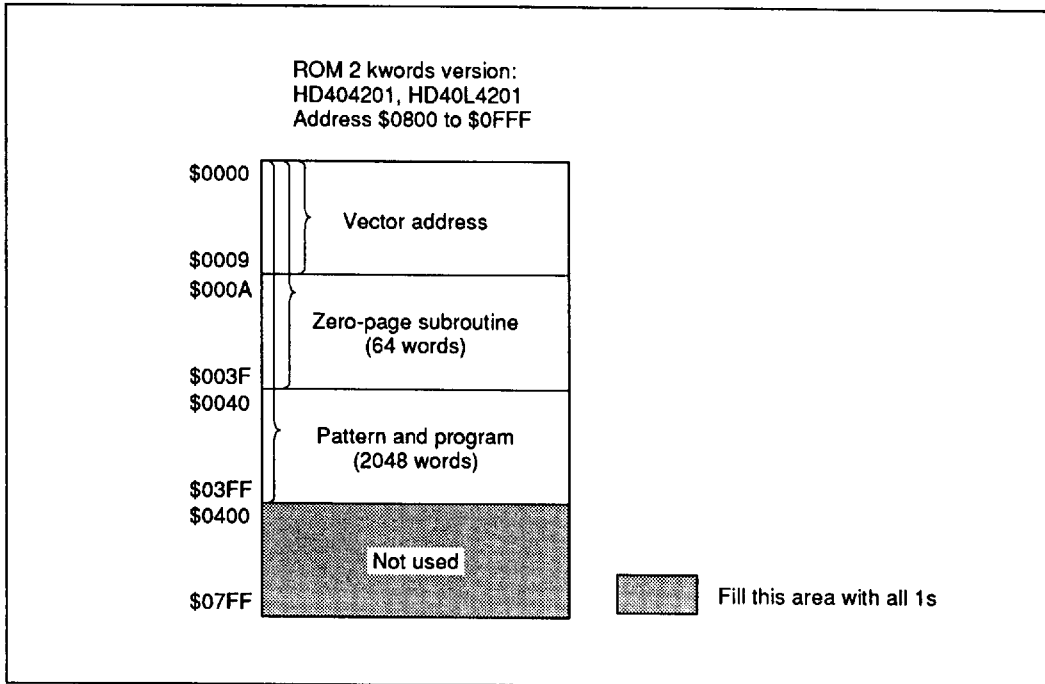 ROM 2 kwords version:
HD404201, HD40L4201
Address $0800 to $0FFF
$0000
Vector address
$0009
$000A
Zero-page subroutine
(64 words)
$003F
$0040
Pattern and program
(2048 words)
$03FF
$0400
Not used
$07FF
Fill this area with all 1s